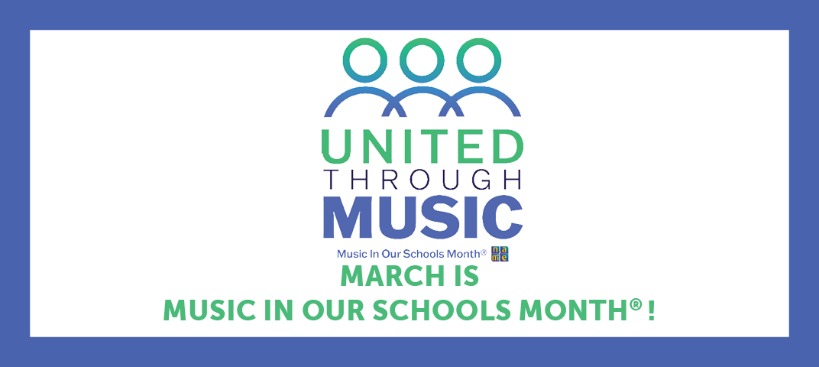 UNITED
THROUGH
MUSIC
Music In Our Schools Month®
MARCH IS
MUSIC IN OUR SCHOOLS MONTH® !